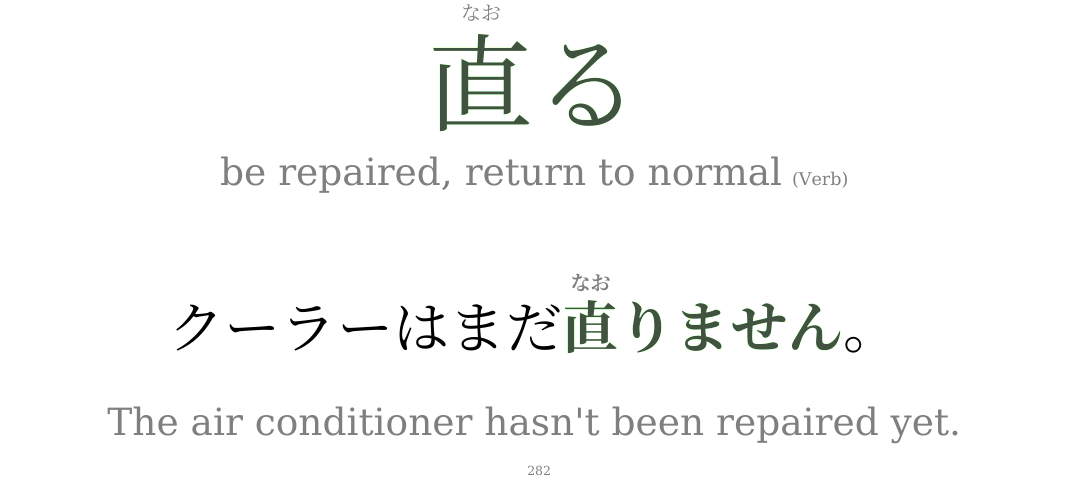 なお
直る
be repaired, return to normal (Verb)
なお
クーラーはまだ直りません。
The air conditioner hasn't been repaired yet.
282